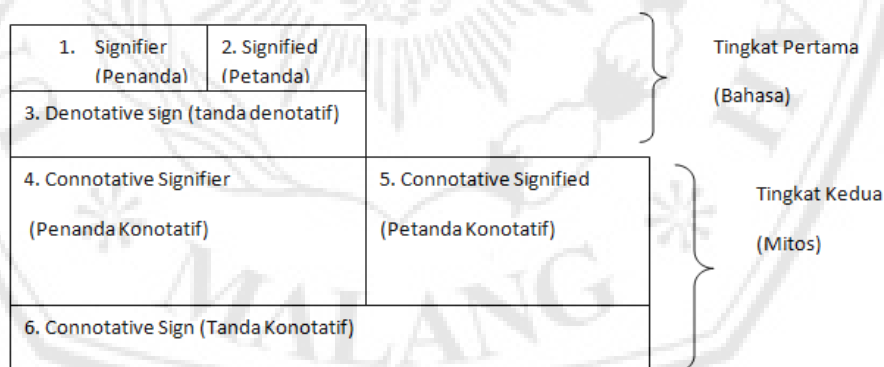 1. Signifier
(Penanda)
2. Signified
(Petanda)
Tingkat Pertama
(Bahasa)
3. Denotative sign (tanda denotatif)
4. Connotative Signifier
(Penanda Konotatif)
5. Connotative Signified
(Petanda Konotatif)
Tingkat Kedua
(Mitos)
6. Connotative Sign (Tanda Konotatif)
MALANG